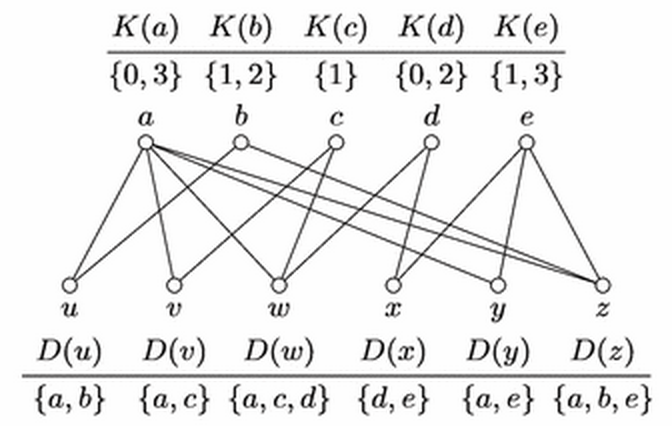 K(a) K(b) K(c) K(d) K(e)
{0, 3} {1, 2} {1} {0, 2} {1, 3}
a b c d e
u v w x y z
D(u) D(v) D(w) D(x) D(y) D(z)
{a, b} {a, c} {a, c, d} {d, e} {a, e} {a, b, e}